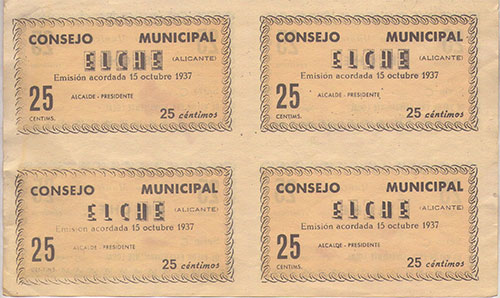 CONSEJO MUNICIPAL
ELCHE (ALICANTE)
Emisión acordada 15 octubre 1937
25 ALCALDE - PRESIDENTE
CENTIMS. 25 céntimos
CONSEJO MUNICIPAL
ELCHE (ALICANTE)
Emisión acordada 15 octubre 1937
25 ALCALDE - PRESIDENTE
CENTIMS. 25 céntimos
CONSEJO MUNICIPAL
ELCHE (ALICANTE)
Emisión acordada 15 octubre 1937
25 ALCALDE - PRESIDENTE
CENTIMS. 25 céntimos
CONSEJO MUNICIPAL
ELCHE (ALICANTE)
Emisión acordada 15 octubre 1937
25 ALCALDE - PRESIDENTE
CENTIMS. 25 céntimos